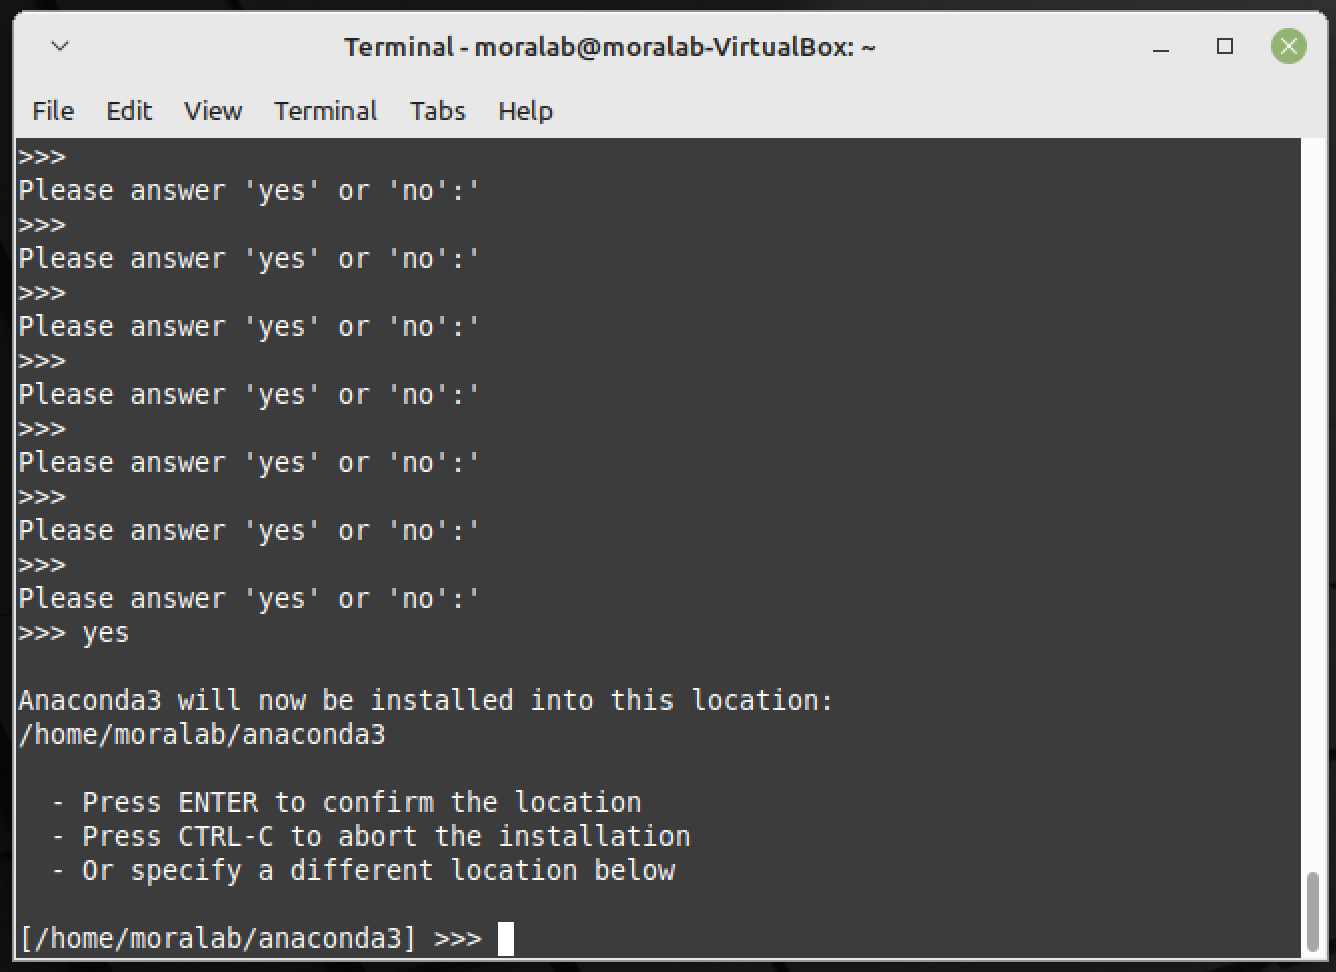 Terminal - moralab@moralab-VirtualBox: ~
File Edit View Terminal Tabs Help
>>>
Please answer 'yes' or 'no':'
>>>
Please answer 'yes' or 'no':'
>>>
Please answer 'yes' or 'no':'
>>>
Please answer 'yes' or 'no':'
>>>
Please answer 'yes' or 'no':'
>>>
Please answer 'yes' or 'no':'
>>>
Please answer 'yes' or 'no':'
>>> yes
Anaconda3 will now be installed into this location:
/home/moralab/anaconda3
- Press ENTER to confirm the location
- Press CTRL-C to abort the installation
- Or specify a different location below
[/home/moralab/anaconda3] >>>